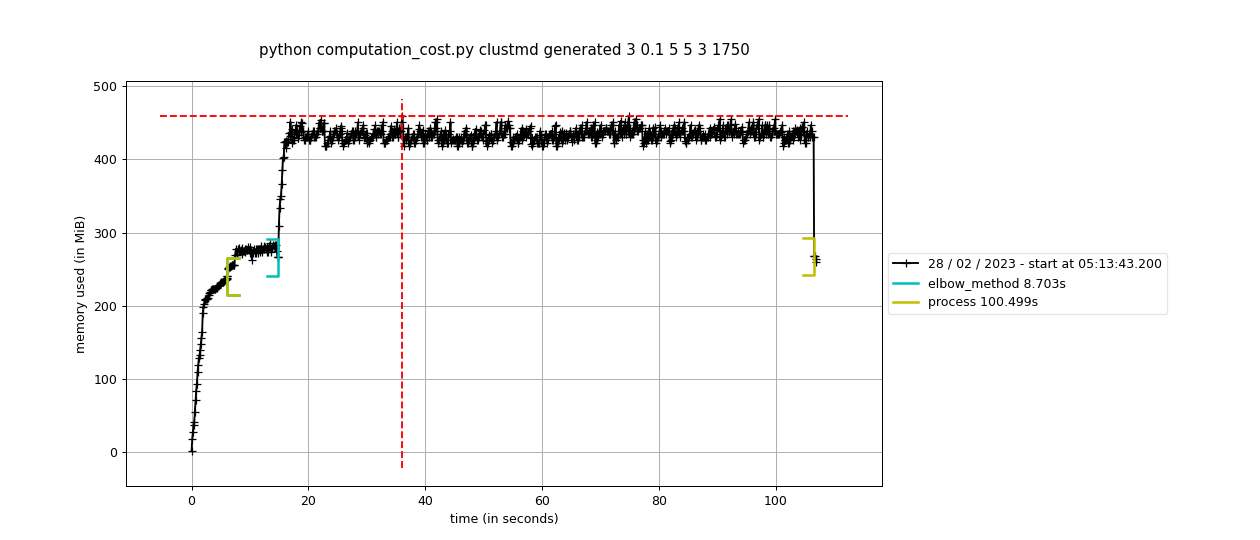 python computation_cost.py clustmd generated 3 0.1 5 5 3 1750
500
400
300
200
100
0
memory used (in MiB)
0 20 40 60 80 100
time (in seconds)
28 / 02 / 2023 - start at 05:13:43.200
elbow_method 8.703s
process 100.499s